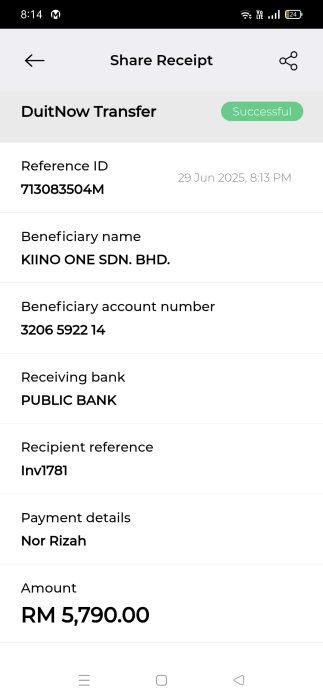 8:14
24
Share Receipt
DuitNow Transfer
Successful
Reference ID
713083504M
29 Jun 2025, 8:13 PM
Beneficiary name
KIINO ONE SDN. BHD.
Beneficiary account number
3206 5922 14
Receiving bank
PUBLIC BANK
Recipient reference
Inv1781
Payment details
Nor Rizah
Amount
RM 5,790.00